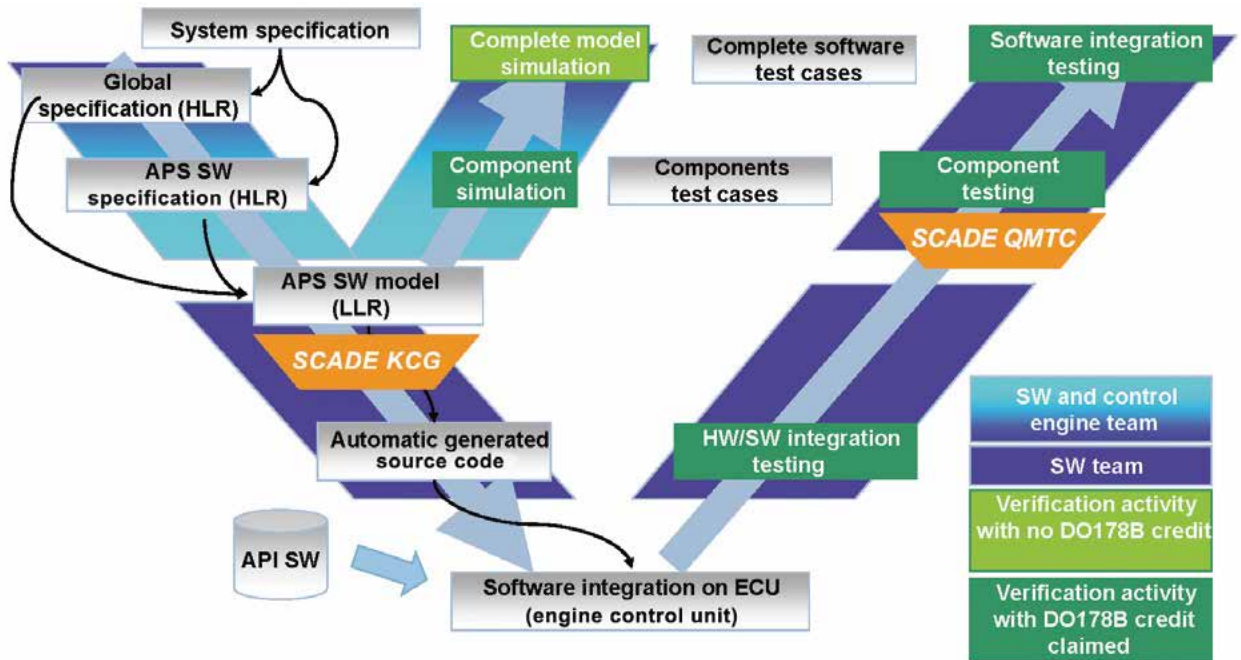 System specification
Global
specification (HLR)
APS SW
specification (HLR)
APS SW model
(LLR)
SCADE KCG
Automatic generated
source code
API SW
Software integration on ECU
(engine control unit)
Complete model
simulation
Component
simulation
Complete software
test cases
Components
test cases
Software integration
testing
Component
testing
SCADE QMTC
HW/SW integration
testing
SW and control
engine team
SW team
Verification activity
with no DO178B credit
Verification activity
with DO178B credit
claimed